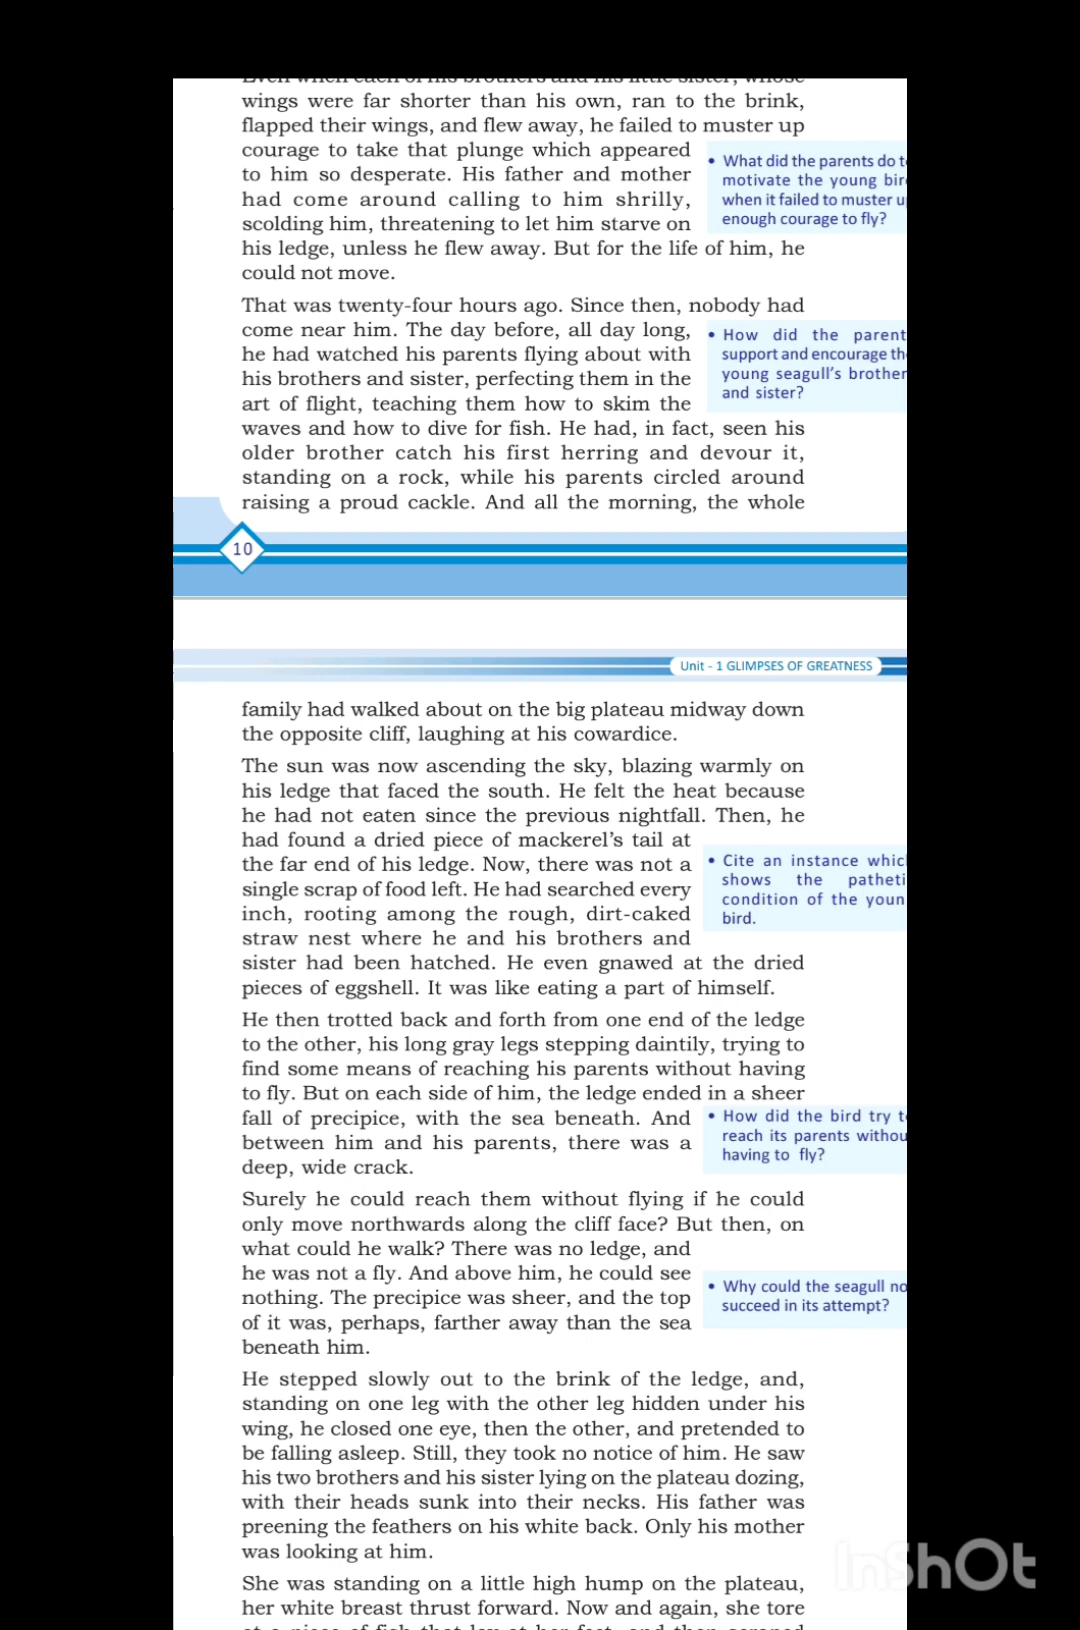 Even when each of his brothers and his little sister, whose
wings were far shorter than his own, ran to the brink,
flapped their wings, and flew away, he failed to muster up
courage to take that plunge which appeared
to him so desperate. His father and mother
had come around calling to him shrilly,
scolding him, threatening to let him starve on
his ledge, unless he flew away. But for the life of him, he
could not move.
• What did the parents do t
motivate the young bir
when it failed to muster u
enough courage to fly?
That was twenty-four hours ago. Since then, nobody had
come near him. The day before, all day long,
he had watched his parents flying about with
his brothers and sister, perfecting them in the
art of flight, teaching them how to skim the
waves and how to dive for fish. He had, in fact, seen his
older brother catch his first herring and devour it,
standing on a rock, while his parents circled around
raising a proud cackle. And all the morning, the whole
• How did the parent
support and encourage th
young seagull's brother
and sister?
10
Unit - 1 GLIMPSES OF GREATNESS
family had walked about on the big plateau midway down
the opposite cliff, laughing at his cowardice.
The sun was now ascending the sky, blazing warmly on
his ledge that faced the south. He felt the heat because
he had not eaten since the previous nightfall. Then, he
had found a dried piece of mackerel's tail at
the far end of his ledge. Now, there was not a
single scrap of food left. He had searched every
inch, rooting among the rough, dirt-caked
straw nest where he and his brothers and
sister had been hatched. He even gnawed at the dried
pieces of eggshell. It was like eating a part of himself.
• Cite an instance whic
shows the patheti
condition of the youn
bird.
He then trotted back and forth from one end of the ledge
to the other, his long gray legs stepping daintily, trying to
find some means of reaching his parents without having
to fly. But on each side of him, the ledge ended in a sheer
fall of precipice, with the sea beneath. And
between him and his parents, there was a
deep, wide crack.
• How did the bird try t
reach its parents withou
having to fly?
Surely he could reach them without flying if he could
only move northwards along the cliff face? But then, on
what could he walk? There was no ledge, and
he was not a fly. And above him, he could see
nothing. The precipice was sheer, and the top
of it was, perhaps, farther away than the sea
beneath him.
• Why could the seagull no
succeed in its attempt?
He stepped slowly out to the brink of the ledge, and,
standing on one leg with the other leg hidden under his
wing, he closed one eye, then the other, and pretended to
be falling asleep. Still, they took no notice of him. He saw
his two brothers and his sister lying on the plateau dozing,
with their heads sunk into their necks. His father was
preening the feathers on his white back. Only his mother
was looking at him.
She was standing on a little high hump on the plateau,
her white breast thrust forward. Now and again, she tore
at a piece of fish that lay at her feet, and then scraped
InShOt